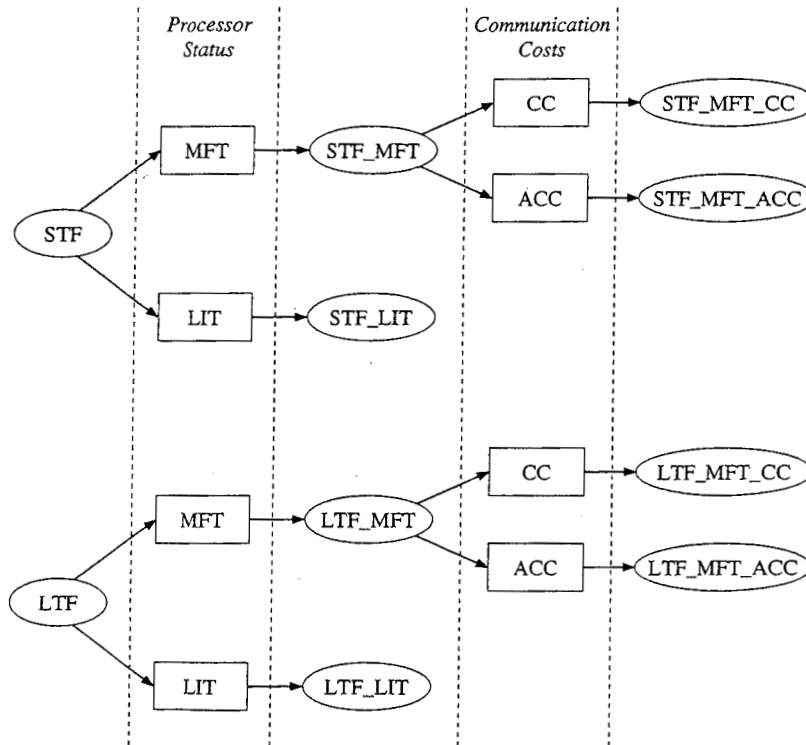 Processor
Status
Communication
Costs
CC
STF_MFT_CC
MFT
STF_MFT
ACC
STF_MFT_ACC
STF
LIT
STF_LIT
CC
LTF_MFT_CC
MFT
LTF_MFT
ACC
LTF_MFT_ACC
LTF
LIT
LTF_LIT